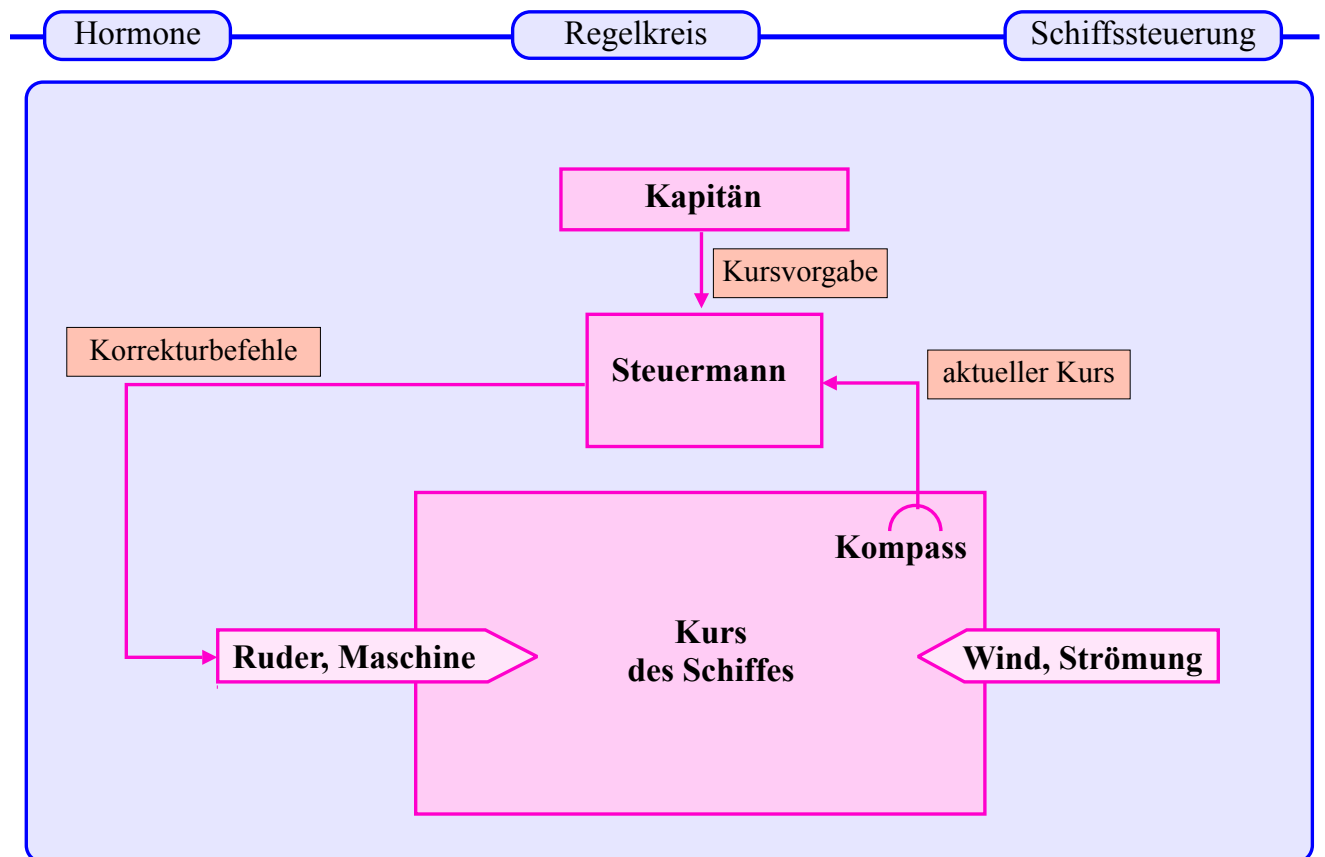 Hormone
Regelkreis
Schiffssteuerung
Kapitän
Kursvorgabe
Korrekturbefehle
Steuermann
aktueller Kurs
Kompass
Kurs
des Schiffes
Ruder, Maschine
Wind, Strömung